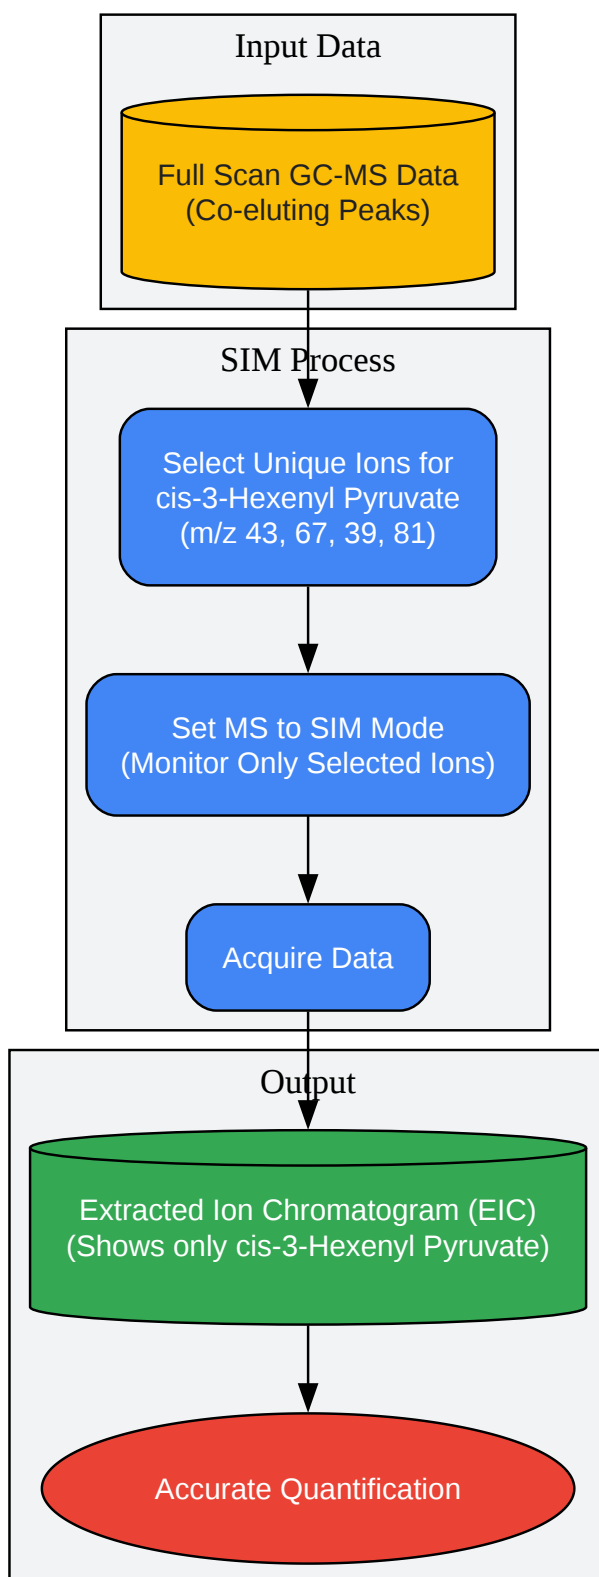 Input Data
Full Scan GC-MS Data
(Co-eluting Peaks)
SIM Process
Select Unique Ions for
cis-3-Hexenyl Pyruvate
(m/z 43, 67, 39, 81)
Set MS to SIM Mode
(Monitor Only Selected Ions)
Acquire Data
Output
Extracted Ion Chromatogram (EIC)
(Shows only cis-3-Hexenyl Pyruvate)
Accurate Quantification